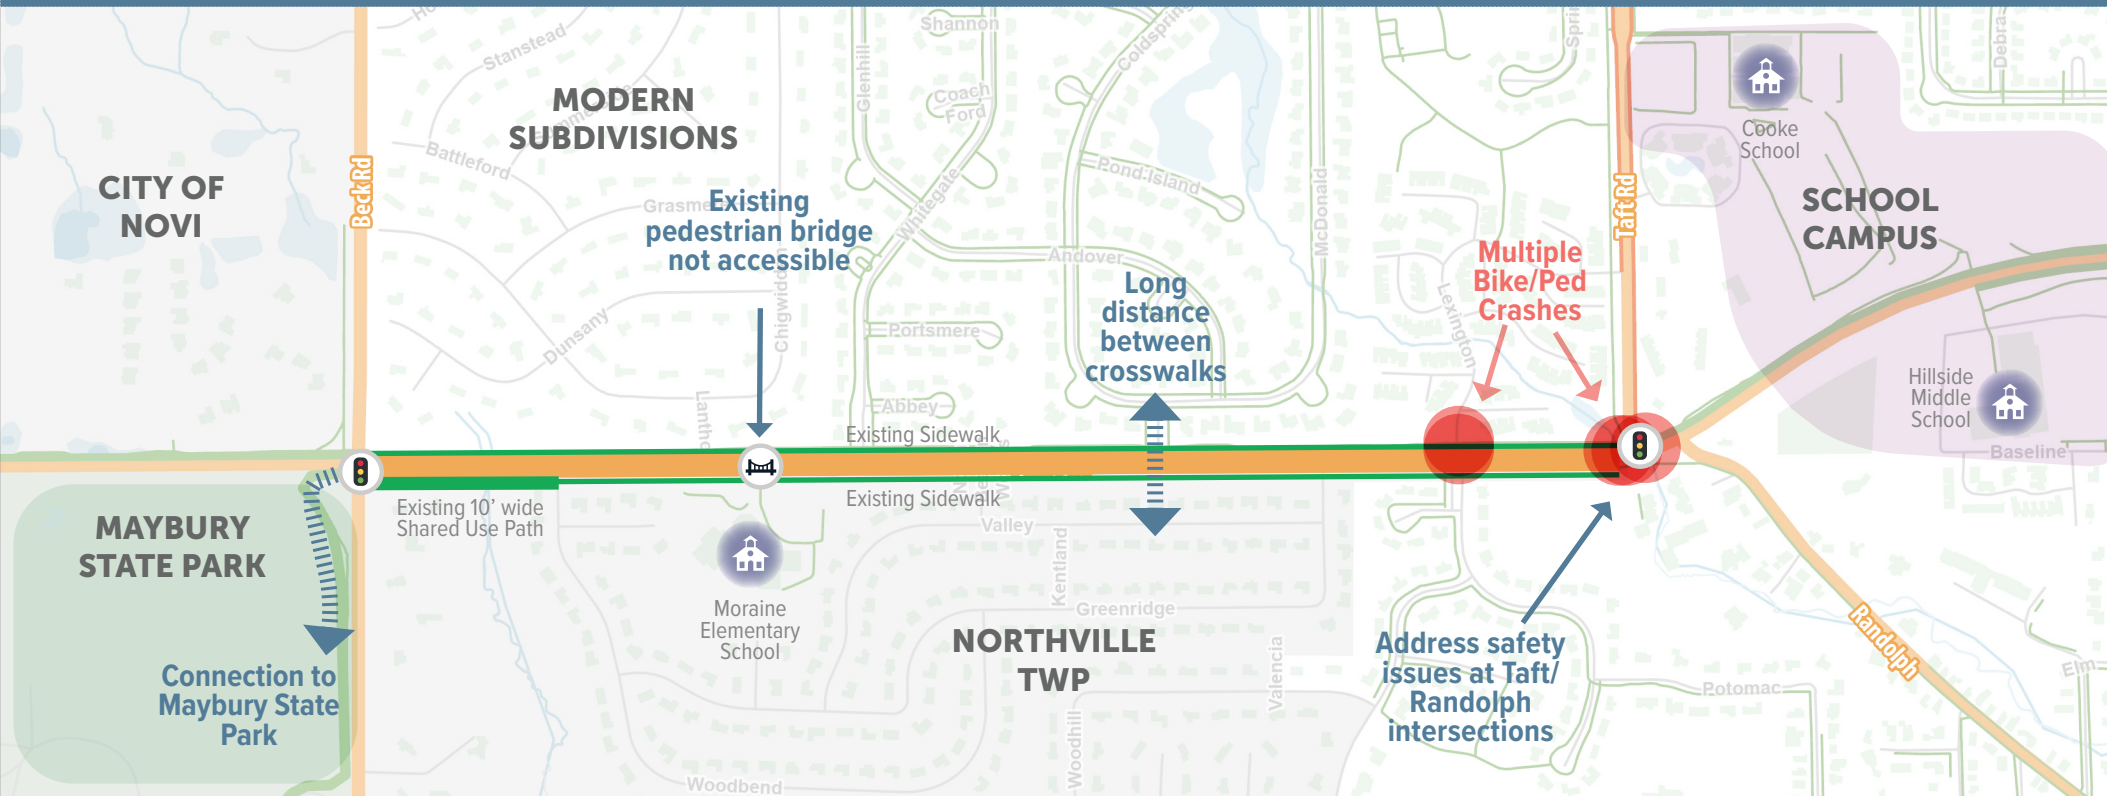 Shannon
Stanstead
Coldspring
Glenhill
Debra
MODERN
SUBDIVISIONS
Coach
Ford
Cooke
School
Battleford
CITY OF
NOVI
Beck Rd
Taft Rd
Pond Island
McDonald
SCHOOL
CAMPUS
Existing
pedestrian bridge
not accessible
Whitegate
Andover
Multiple
Bike/Ped
Crashes
Long
distance
between
crosswalks
Lexington
Dunsany
Portsmere
Hillside
Middle
School
Abbey
Existing Sidewalk
Baseline
Existing 10' wide
Shared Use Path
Existing Sidewalk
Valley
MAYBURY
STATE PARK
Kentland
Moraine
Elementary
School
Greenridge
NORTHVILLE
TWP
Valencia
Address safety
issues at Taft/
Randolph
intersections
Randolph
Connection to
Maybury State
Park
Potomac
Elm
Woodhill
Woodbend